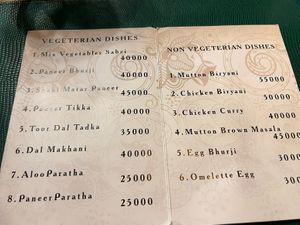 VEGETERIAN DISHES
1. Mix Vegetables Sabzi 40000
2. Paneer Bhurji 40000
3. Shahi Matar Paneer 45000
4. Paneer Tikka 40000
5. Toor Dal Tadka 35000
6. Dal Makhani 40000
7. Aloo Paratha 25000
8. Paneer Paratha 35000
NON VEGETERIAN DISHES
1. Mutton Biryani 55000
2. Chicken Biryani 50000
3. Chicken Curry 40000
4. Mutton Brown Masala 45000
5. Egg Bhurji 35000
6. Omelette Egg